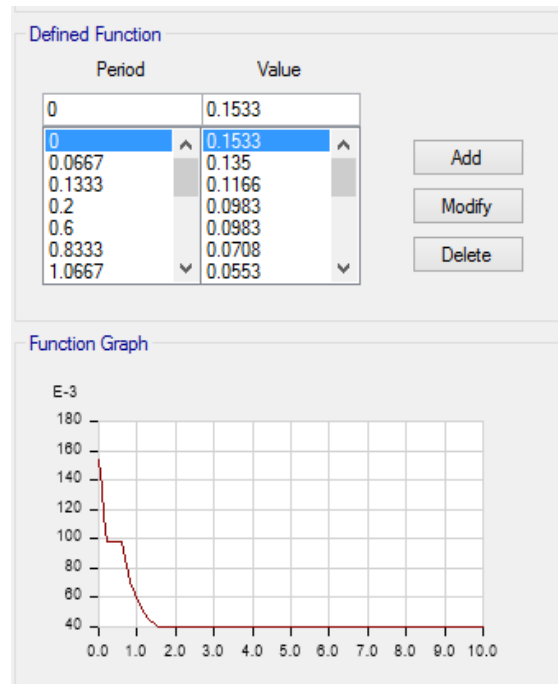 Defined Function
Period Value
0 0.1533
0 0.1533
0.0667 0.135
0.1333 0.1166
0.2 0.0983
0.6 0.0983
0.8333 0.0708
1.0667 0.0553
Add
Modify
Delete
Function Graph
E-3
180
160
140
120
100
80
60
40
0.0 1.0 2.0 3.0 4.0 5.0 6.0 7.0 8.0 9.0 10.0